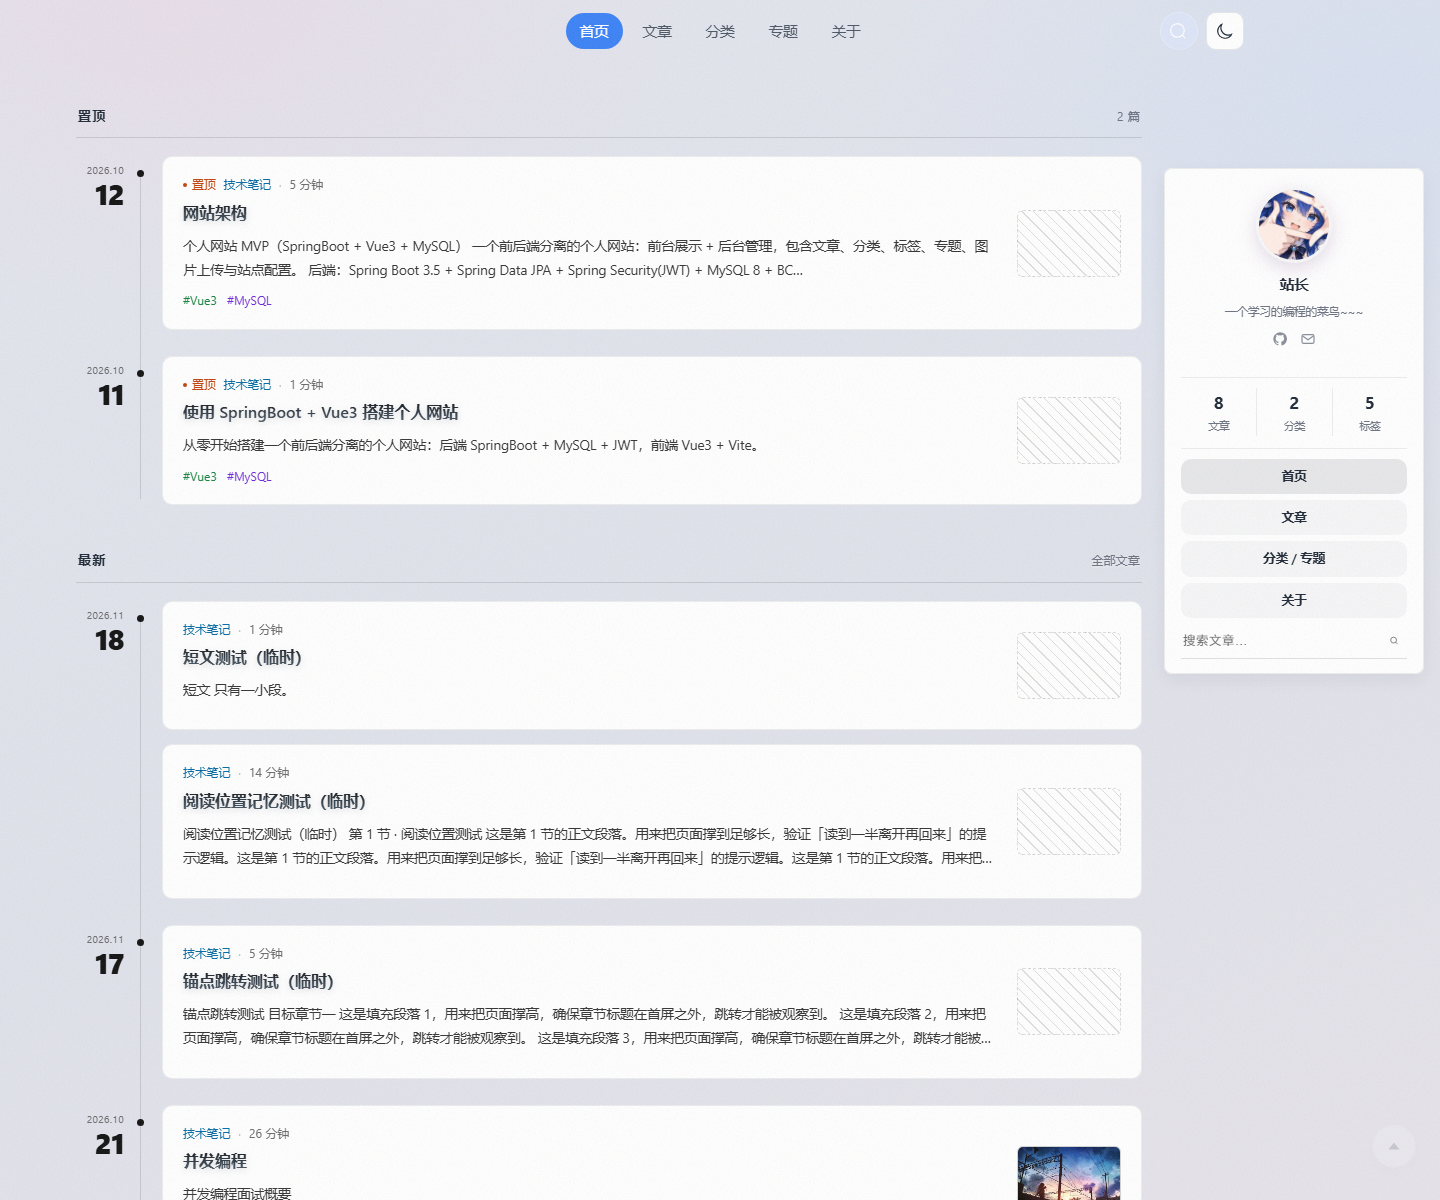 首页 文章 分类 专题 关于
置顶 2 篇
2026.10
12
置顶 技术笔记 · 5 分钟
网站架构
个人网站 MVP（SpringBoot + Vue3 + MySQL） 一个前后端分离的个人网站：前台展示 + 后台管理，包含文章、分类、标签、专题、图
片上传与站点配置。 后端：Spring Boot 3.5 + Spring Data JPA + Spring Security(JWT) + MySQL 8 + BC...
#Vue3 #MySQL
2026.10
11
置顶 技术笔记 · 1 分钟
使用 SpringBoot + Vue3 搭建个人网站
从零开始搭建一个前后端分离的个人网站：后端 SpringBoot + MySQL + JWT，前端 Vue3 + Vite。
#Vue3 #MySQL
最新 全部文章
2026.11
18
技术笔记 · 1 分钟
短文测试（临时）
短文 只有一小段。
技术笔记 · 14 分钟
阅读位置记忆测试（临时）
阅读位置记忆测试（临时） 第 1 节 · 阅读位置测试 这是第 1 节的正文段落。用来把页面撑到足够长，验证「读到一半离开再回来」的提
示逻辑。这是第 1 节的正文段落。用来把页面撑到足够长，验证「读到一半离开再回来」的提示逻辑。这是第 1 节的正文段落。用来把...
2026.11
17
技术笔记 · 5 分钟
锚点跳转测试（临时）
锚点跳转测试 目标章节一 这是填充段落 1，用来把页面撑高，确保章节标题在首屏之外，跳转才能被观察到。 这是填充段落 2，用来把
页面撑高，确保章节标题在首屏之外，跳转才能被观察到。 这是填充段落 3，用来把页面撑高，确保章节标题在首屏之外，跳转才能被...
2026.10
21
技术笔记 · 26 分钟
并发编程
并发编程面试概要
站长
一个学习的编程的菜鸟~~~
8 2 5
文章 分类 标签
首页
文章
分类 / 专题
关于
搜索文章...